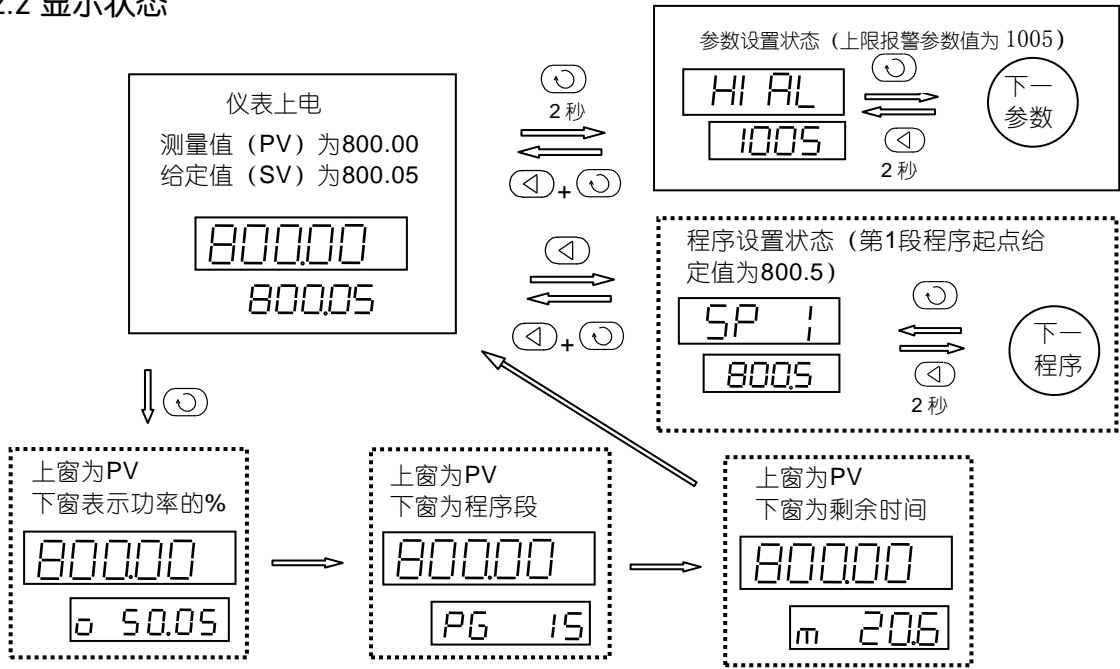 2.2 显示状态
仪表上电
测量值（PV）为800.00
给定值（SV）为800.05
800.00
800.05
2 秒
+
+
参数设置状态（上限报警参数值为 1005）
HI AL
1005
2 秒
下一
参数
程序设置状态（第1段程序起点给
定值为800.5）
SP 1
800.5
2 秒
下一
程序
上窗为PV
下窗表示功率的%
800.00
o 50.05
上窗为PV
下窗为程序段
800.00
PG 15
上窗为PV
下窗为剩余时间
800.00
m 20.6